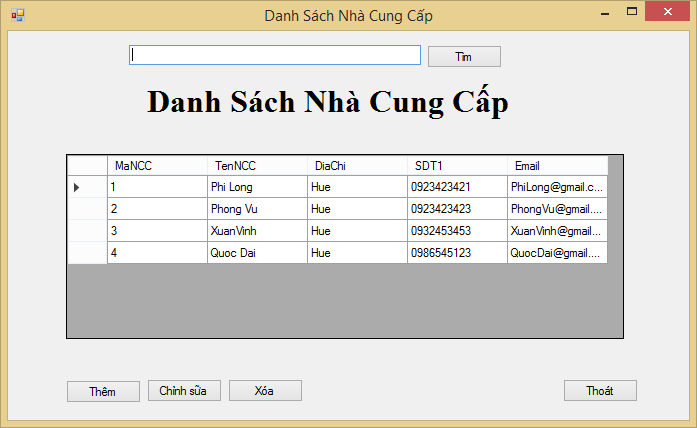 Danh Sách Nhà Cung Cấp
Tìm
Danh Sách Nhà Cung Cấp
MaNCC TenNCC DiaChi SDT1 Email
1 Phi Long Hue 0923423421 PhiLong@gmail.c...
2 Phong Vu Hue 0923423423 PhongVu@gmail....
3 XuanVinh Hue 0932453453 XuanVinh@gmail...
4 Quoc Dai Hue 0986545123 QuocDai@gmail....
Thêm Chỉnh sửa Xóa Thoát